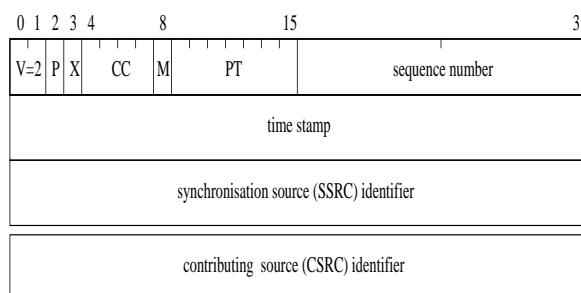 0 1 2 3 4 8 15 3
V=2 P X CC M PT sequence number
time stamp
synchronisation source (SSRC) identifier
contributing source (CSRC) identifier